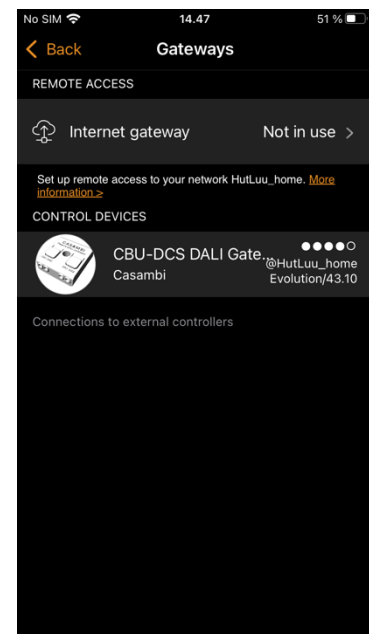 No SIM 14.47 51 %
Back Gateways
REMOTE ACCESS
Internet gateway Not in use
Set up remote access to your network HutLuu_home. More
information >
CONTROL DEVICES
CBU-DCS DALI Gate...
@HutLuu_home
Casambi
Evolution/43.10
Connections to external controllers